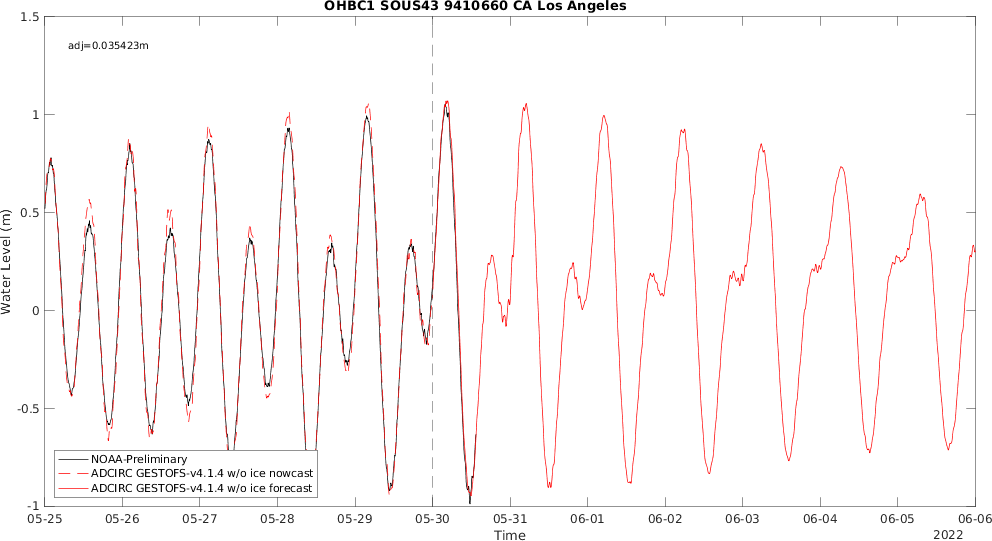 OHBC1 SOUS43 9410660 CA Los Angeles
adj=0.035423m
Water Level (m)
1.5
1
0.5
0
-0.5
-1
NOAA-Preliminary
ADCIRC GESTOFS-v4.1.4 w/o ice nowcast
ADCIRC GESTOFS-v4.1.4 w/o ice forecast
05-25 05-26 05-27 05-28 05-29 05-30 05-31 06-01 06-02 06-03 06-04 06-05 06-06
Time
2022